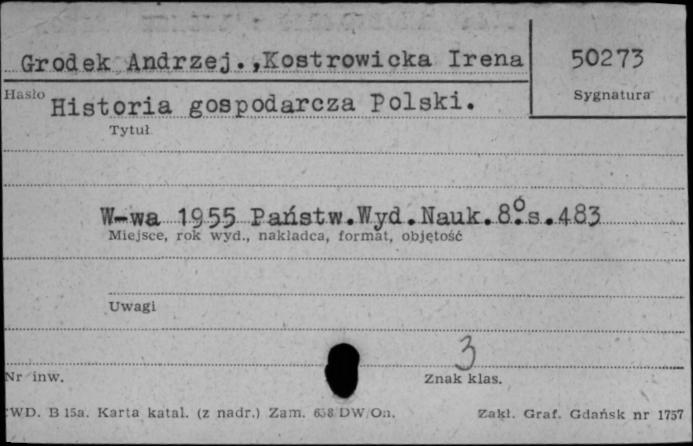 Grodek Andrzej.,Kostrowicka Irena
50273
Hasło
Sygnatura
Historia gospodarcza Polski.
Tytuł
W-wa 1955 Państw.Wyd.Nauk.8º.s.483
Miejsce, rok wyd., nakładca, format, objętość
Uwagi
3
Nr inw.
Znak klas.
WD. B 15a. Karta katal. (z nadr.) Zam. 658 DW/On.
Zakł. Graf. Gdańsk nr 1757